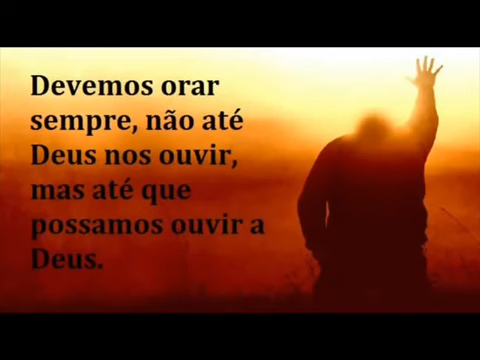 Devemos orar
sempre, não até
Deus nos ouvir,
mas até que
possamos ouvir a
Deus.